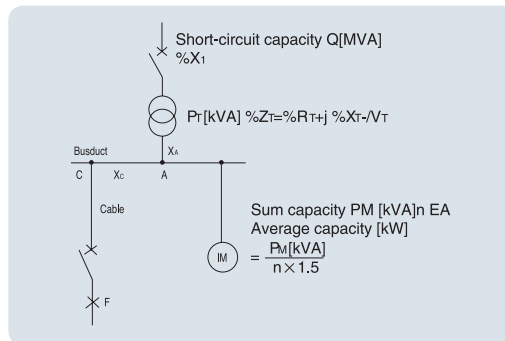 Short-circuit capacity Q[MVA]
%X1
PT[kVA] %ZT=%RT+j %XT-/VT
Busduct
XA
C
XC
A
Cable
Sum capacity PM [kVA]n EA
Average capacity [kW]
IM
= PM[kVA]
n×1.5
F